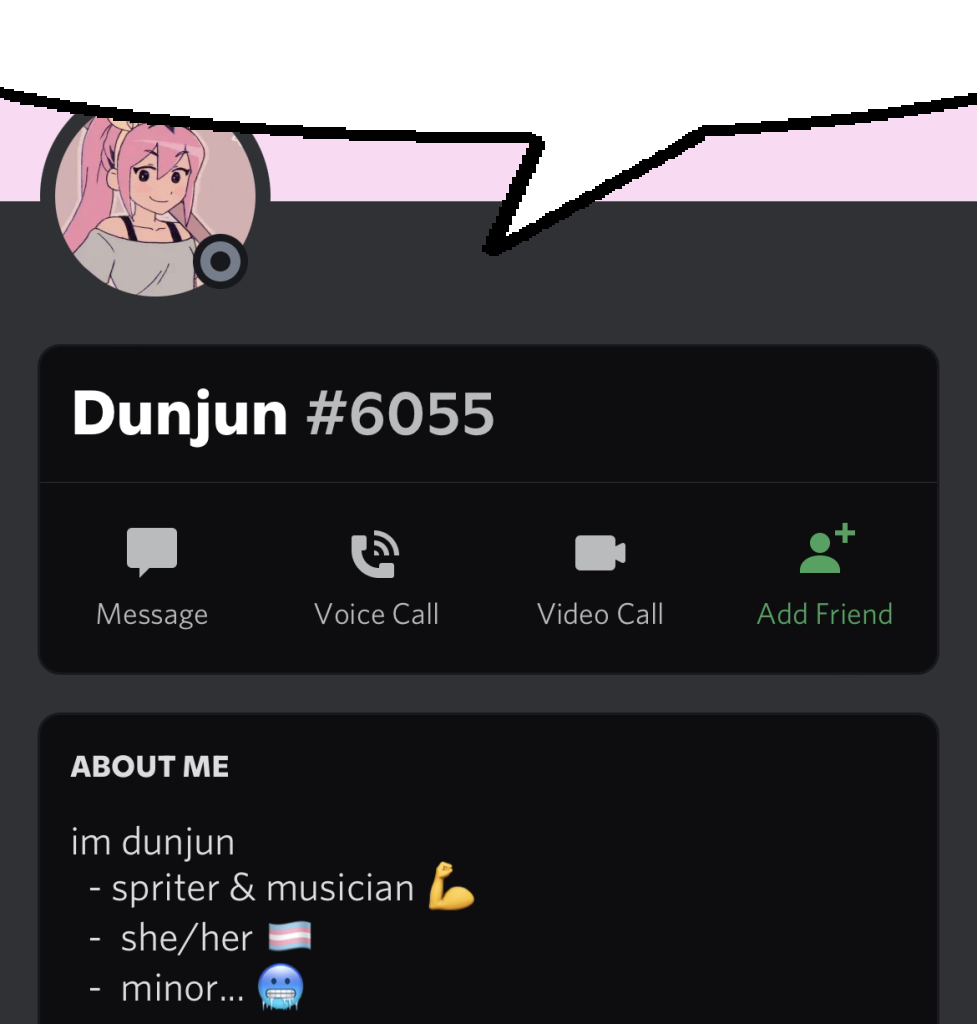 Dunjun #6055
Message Voice Call Video Call Add Friend
ABOUT ME
im dunjun
- spriter & musician 💪
- she/her 🏳️‍⚧️
- minor... 🥶